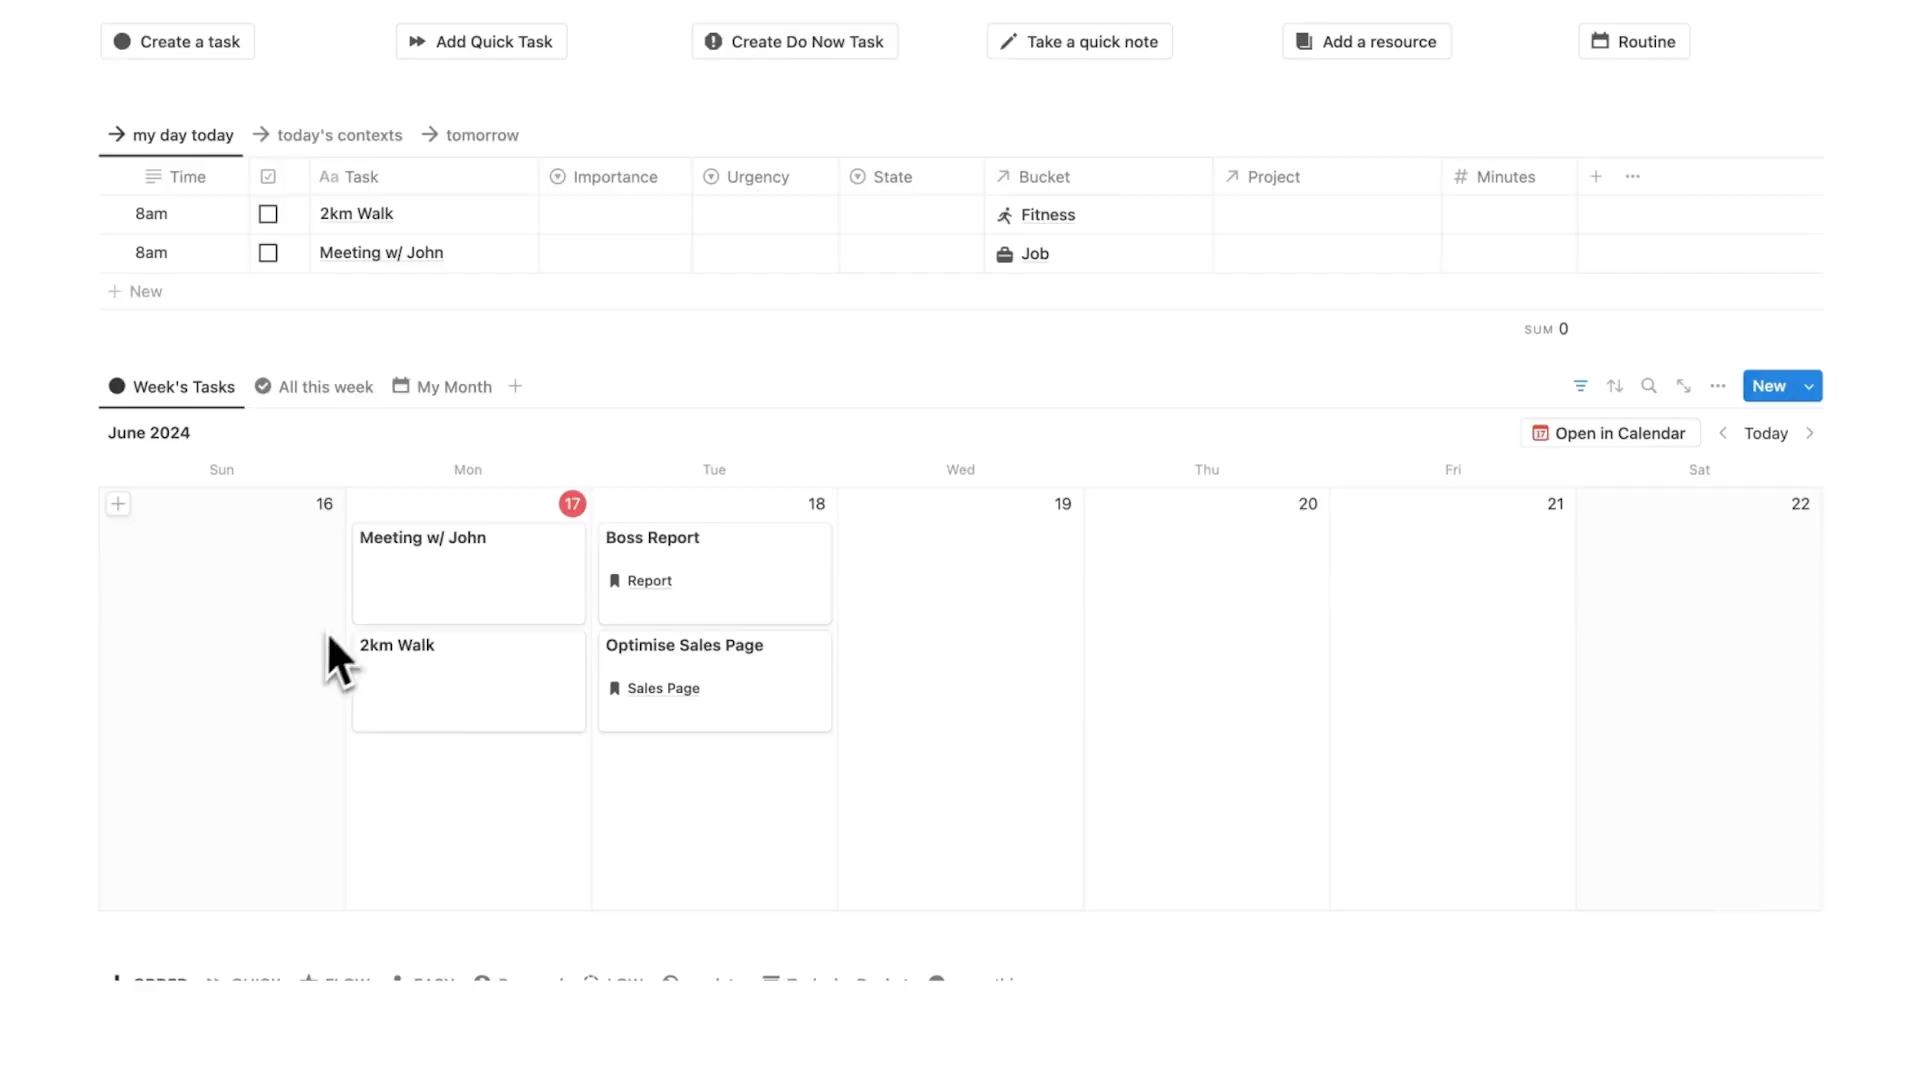 Create a task Add Quick Task Create Do Now Task Take a quick note Add a resource Routine
my day today today's contexts tomorrow
Time Aa Task Importance Urgency State Bucket Project # Minutes + ...
8am 2km Walk Fitness
8am Meeting w/ John Job
+ New
SUM 0
Week's Tasks All this week My Month + ... New
June 2024 17 Open in Calendar < Today >
Sun Mon Tue Wed Thu Fri Sat
+ 16 17 18 19 20 21 22
Meeting w/ John Boss Report
Report
2km Walk Optimise Sales Page
Sales Page